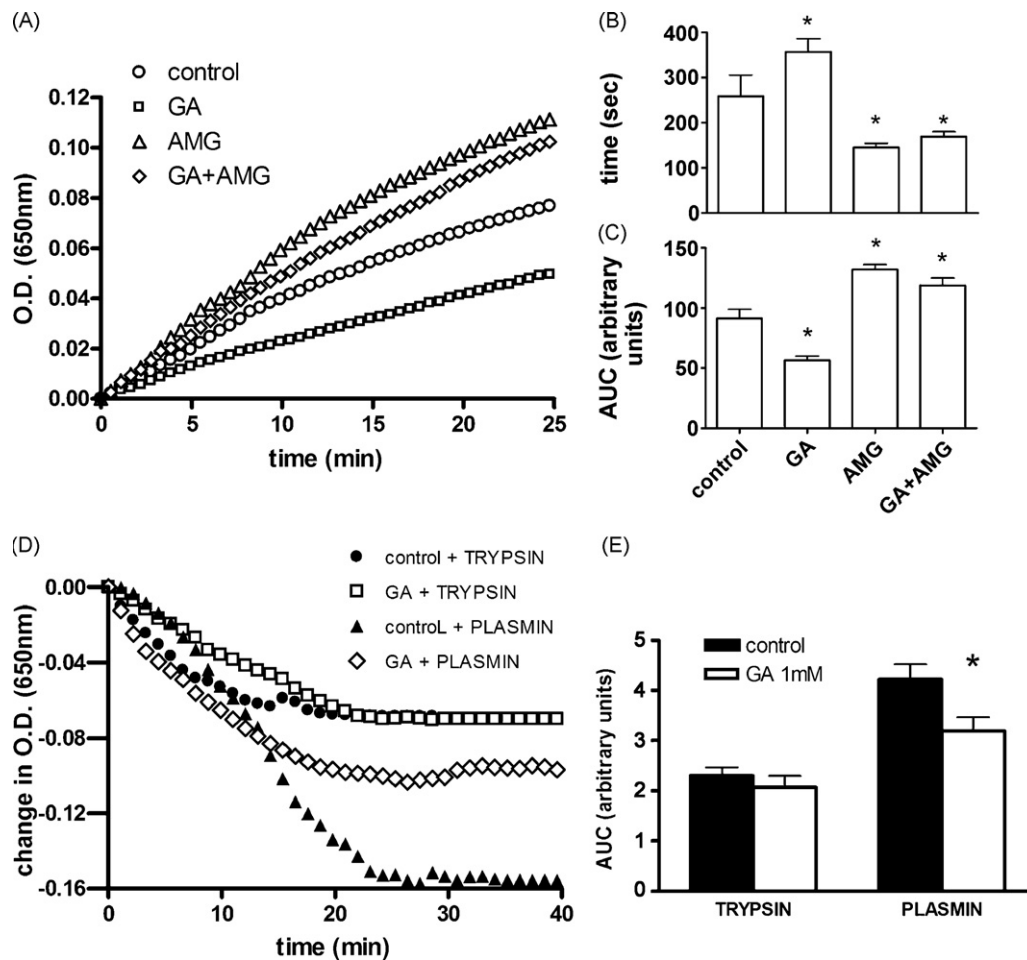 (A)
control
GA
AMG
GA+AMG
0.12
0.10
0.08
0.06
0.04
0.02
0.00
O.D. (650nm)
0
5
10
15
20
25
time (min)
(B)
400
300
200
100
0
time (sec)
*
*
*
(C)
150
100
50
0
AUC (arbitrary
units)
*
*
*
control
GA
AMG
GA+AMG
(D)
control + TRYPSIN
GA + TRYPSIN
controL + PLASMIN
GA + PLASMIN
0.00
-0.04
-0.08
-0.12
-0.16
change in O.D. (650nm)
0
10
20
30
40
time (min)
(E)
control
GA 1mM
5
4
3
2
1
0
AUC (arbitrary units)
*
TRYPSIN
PLASMIN